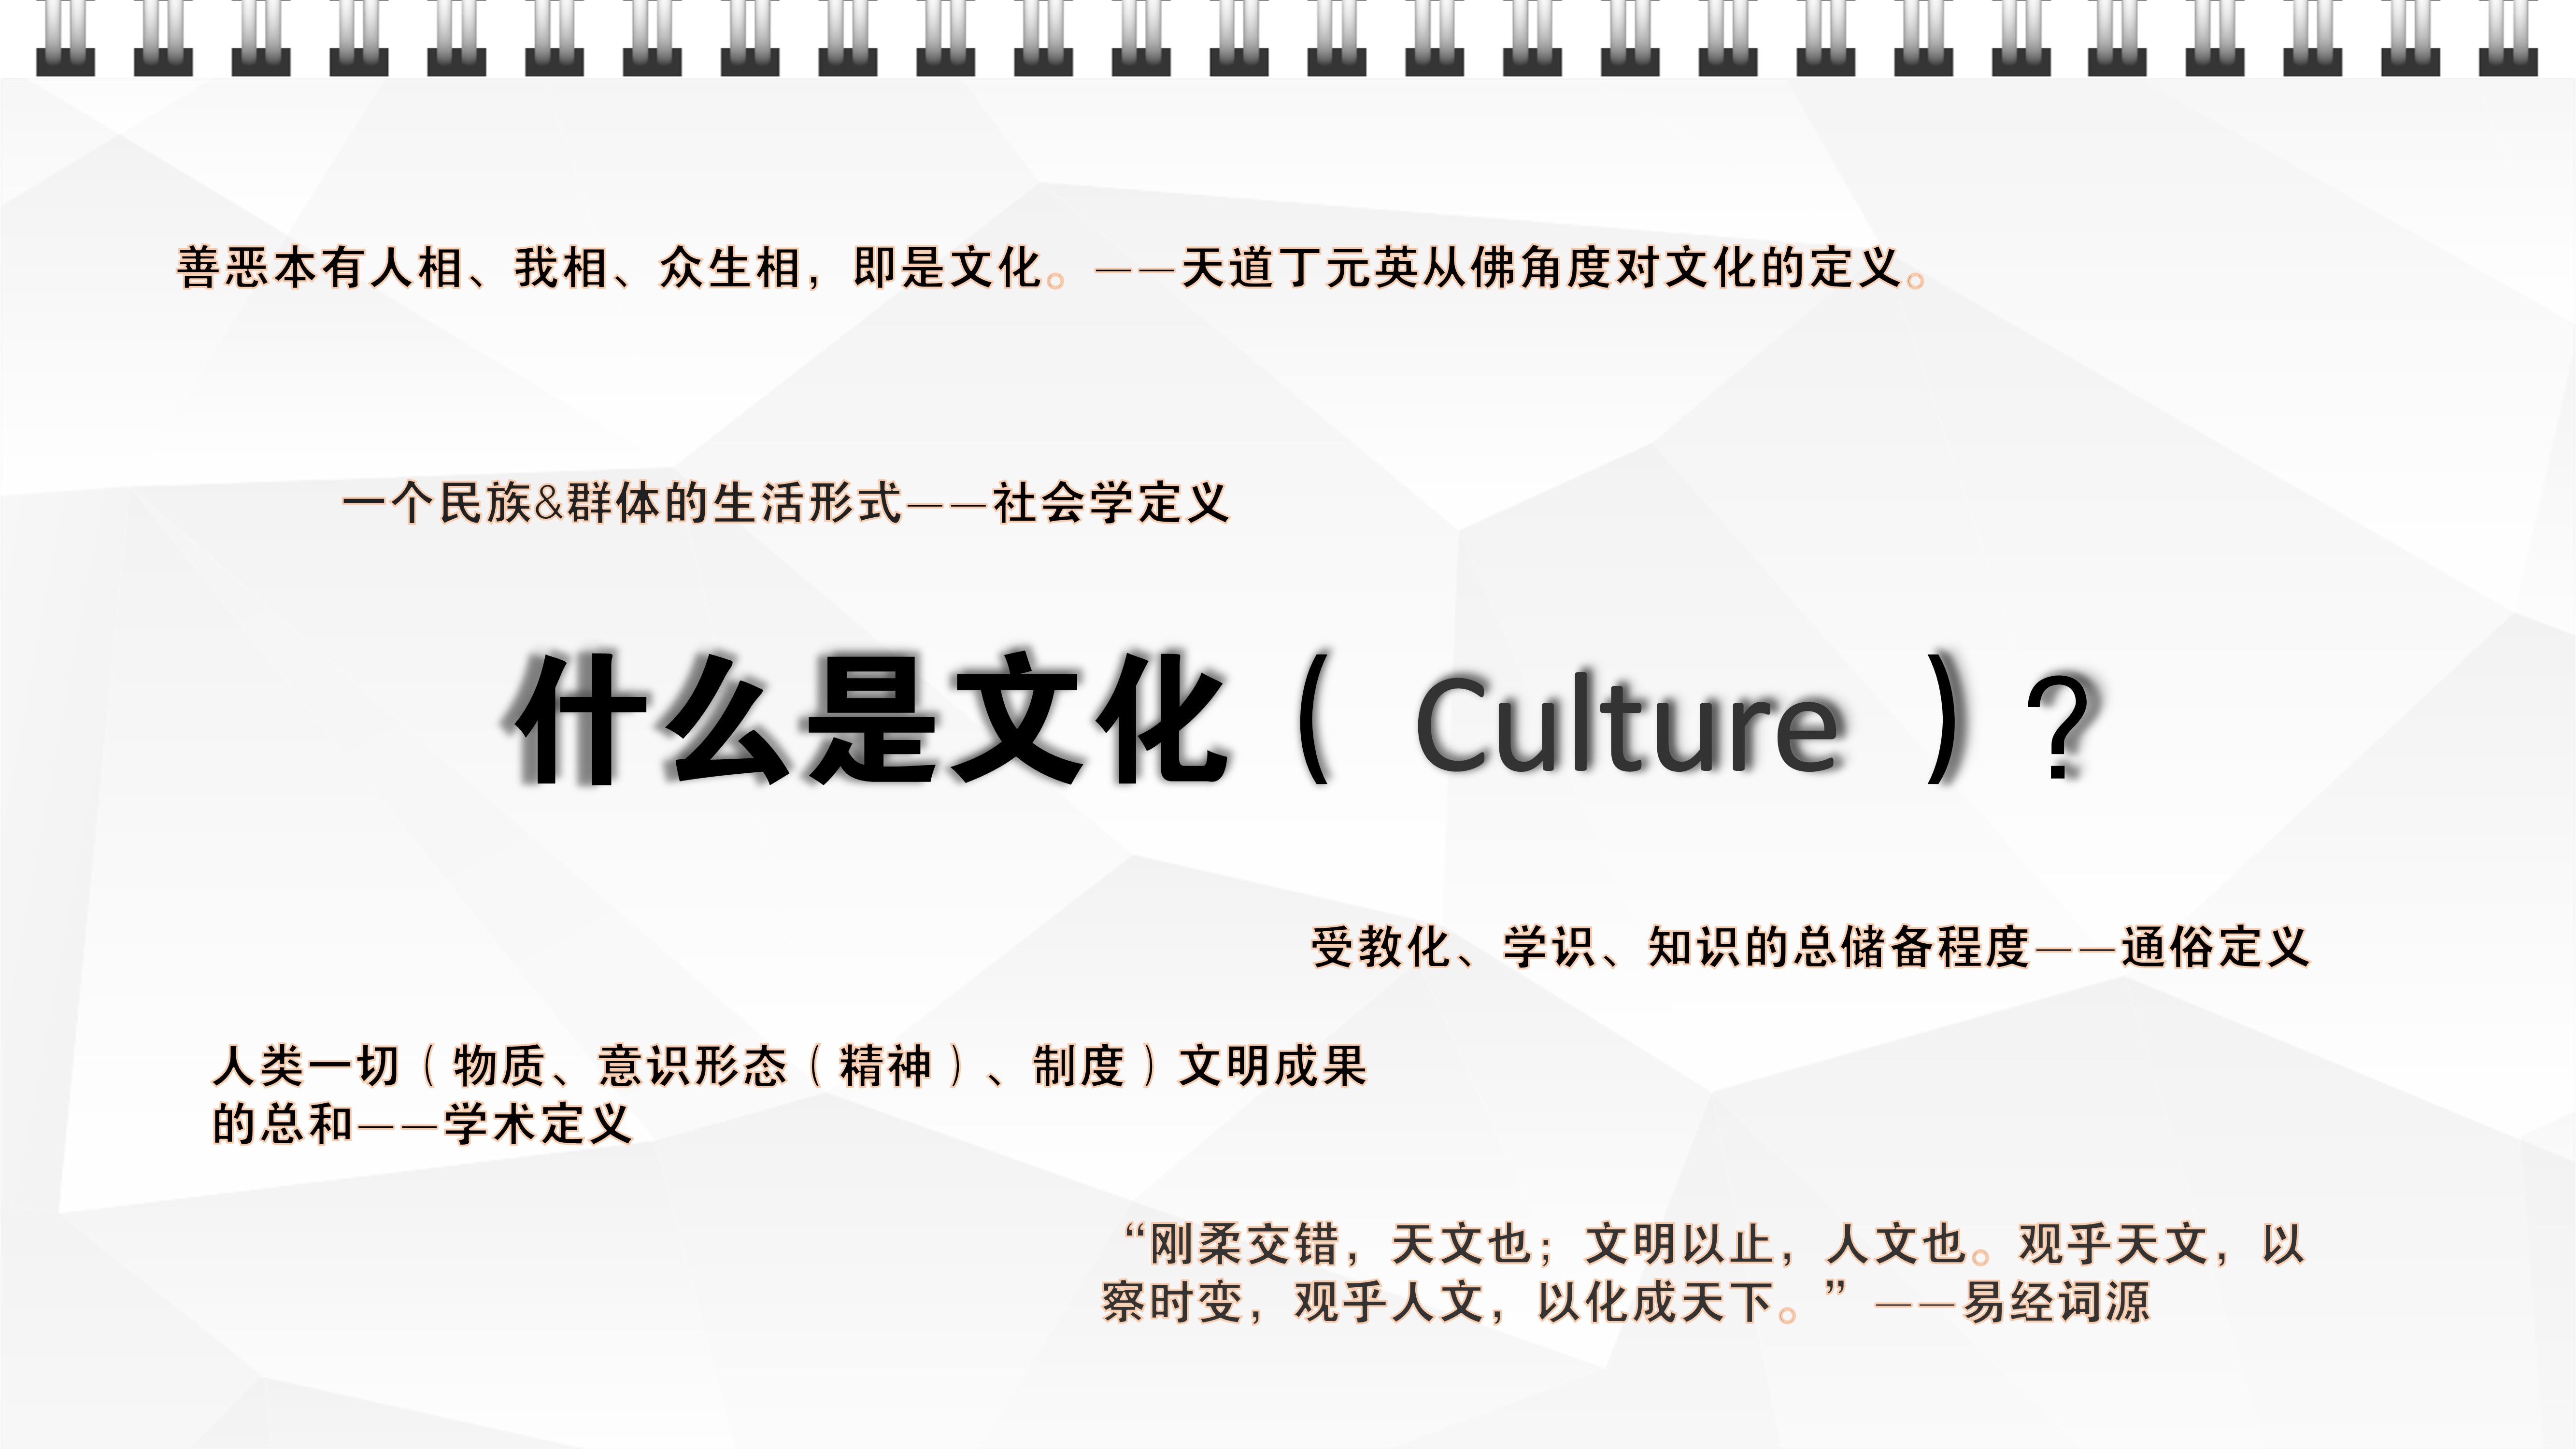 善恶本有人相、我相、众生相，即是文化。——天道丁元英从佛角度对文化的定义。
一个民族&群体的生活形式——社会学定义
什么是文化（ Culture ）?
受教化、学识、知识的总储备程度——通俗定义
人类一切（物质、意识形态（精神）、制度）文明成果
的总和——学术定义
“刚柔交错，天文也；文明以止，人文也。观乎天文，以
察时变，观乎人文，以化成天下。”——易经词源